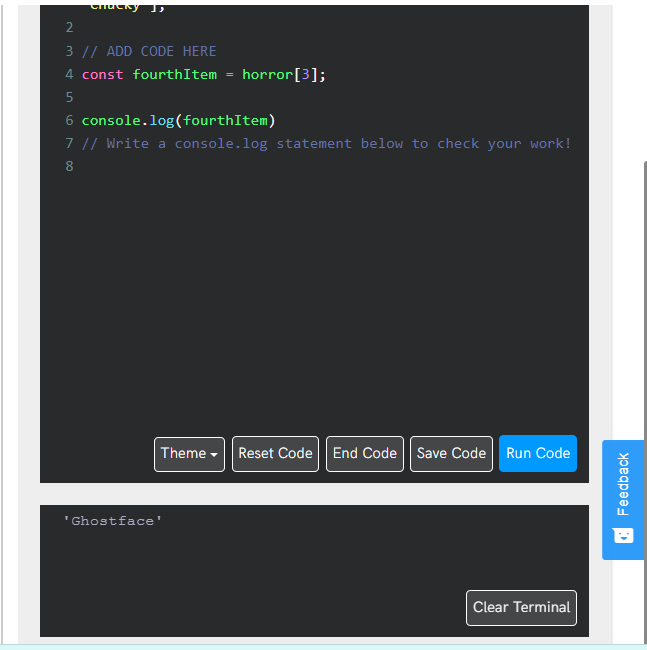 "Chucky"];
2
3 // ADD CODE HERE
4 const fourthItem = horror[3];
5
6 console.log(fourthItem)
7 // Write a console.log statement below to check your work!
8
Theme
Reset Code
End Code
Save Code
Run Code
Feedback
'Ghostface'
Clear Terminal